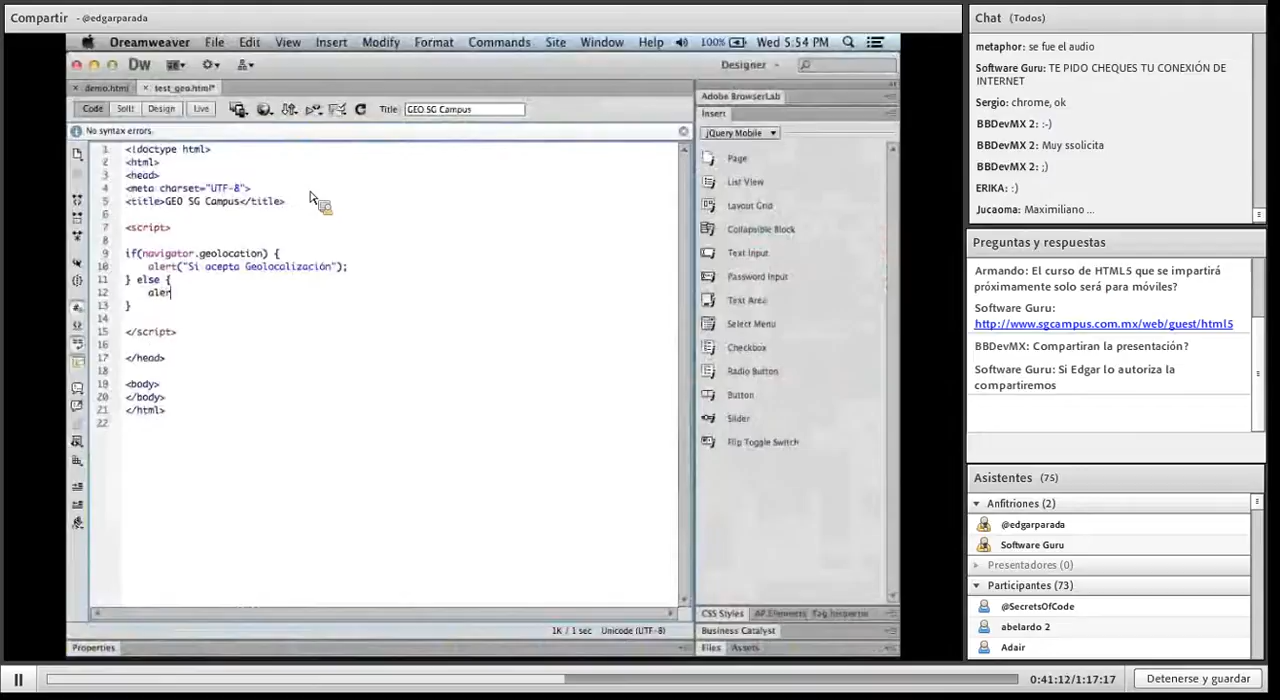 Compartir - @edgarparada
Dreamweaver File Edit View Insert Modify Format Commands Site Window Help 100% Wed 5:54 PM
Dw Designer
demo.html test_geo.html*
Code Split Design Live Title GEO SG Campus
No syntax errors.
1 <!doctype html>
2 <html>
3 <head>
4 <meta charset="UTF-8">
5 <title>GEO SG Campus</title>
6
7 <script>
8
9 if(navigator.geolocation) {
10 alert("Si acepta Geolocalización");
11 } else {
12 aler
13 }
14
15 </script>
16
17 </head>
18
19 <body>
20 </body>
21 </html>
22
1K / 1 sec Unicode (UTF-8)
Properties
Adobe BrowserLab
Insert
jQuery Mobile
Page
List View
Layout Grid
Collapsible Block
Text Input
Password Input
Text Area
Select Menu
Checkbox
Radio Button
Button
Slider
Flip Toggle Switch
CSS Styles AP Elements Tag Inspector
Business Catalyst
Files Assets
Chat (Todos)
metaphor: se fue el audio
Software Guru: TE PIDO CHEQUES TU CONEXIÓN DE
INTERNET
Sergio: chrome, ok
BBDevMX 2: :-)
BBDevMX 2: Muy ssolicita
BBDevMX 2: ;)
ERIKA: :)
Jucaoma: Maximiliano ...
Preguntas y respuestas
Armando: El curso de HTML5 que se impartirá
próximamente solo será para móviles?
Software Guru:
http://www.sgcampus.com.mx/web/guest/html5
BBDevMX: Compartiran la presentación?
Software Guru: Si Edgar lo autoriza la
compartiremos
Asistentes (75)
Anfitriones (2)
@edgarparada
Software Guru
Presentadores (0)
Participantes (73)
@SecretsOfCode
abelardo 2
Adair
0:41:12/1:17:17 Detenerse y guardar